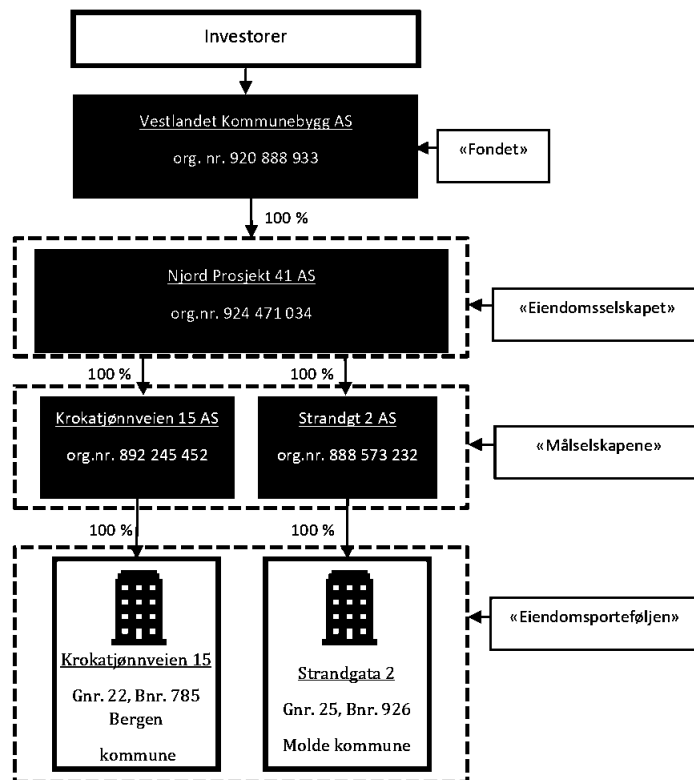 Investorer
Vestlandet Kommunebygg AS
org. nr. 920 888 933
«Fondet»
100 %
Njord Prosjekt 41 AS
org.nr. 924 471 034
«Eiendomsselskapet»
100 %
100 %
Krokatjønnveien 15 AS
org.nr. 892 245 452
Strandgt 2 AS
org.nr. 888 573 232
«Målselskapene»
100 %
100 %
Krokatjønnveien 15
Gnr. 22, Bnr. 785
Bergen
kommune
Strandgata 2
Gnr. 25, Bnr. 926
Molde kommune
«Eiendomsporteføljen»